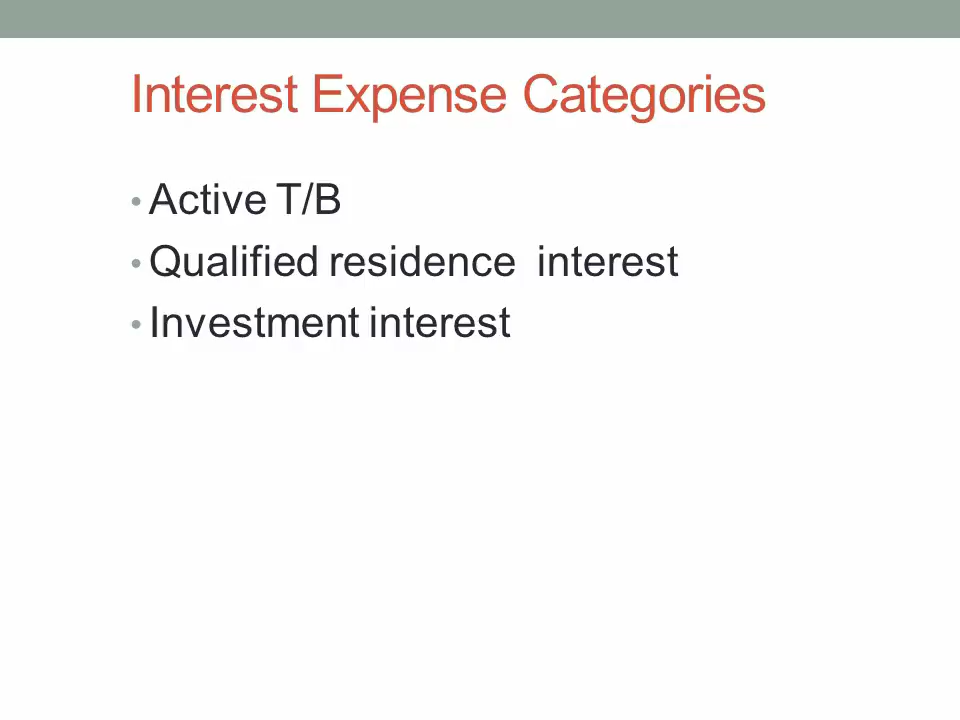 Interest Expense Categories
• Active T/B
• Qualified residence  interest
• Investment interest